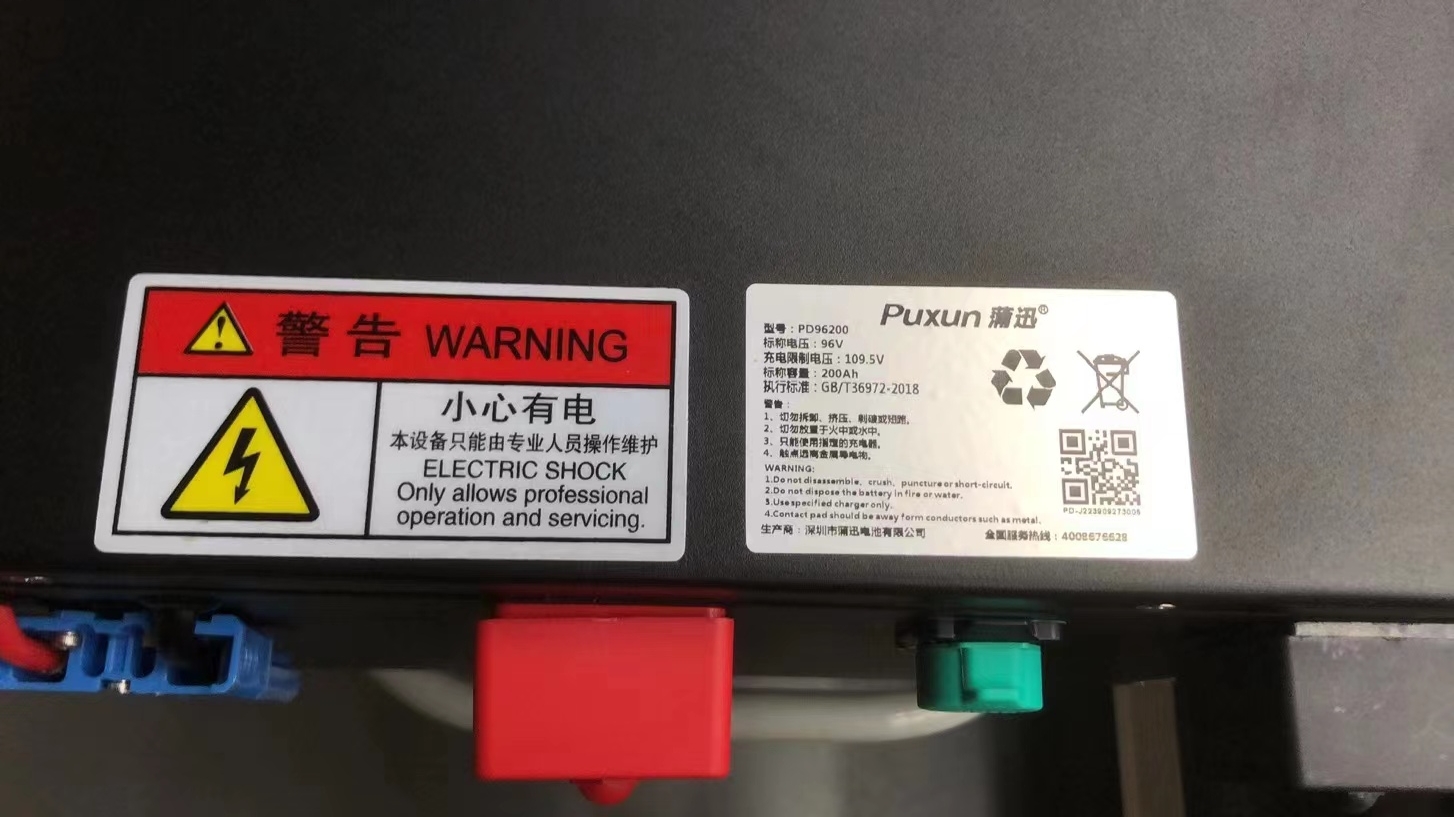 警告 WARNING
小心有电
本设备只能由专业人员操作维护
ELECTRIC SHOCK
Only allows professional
operation and servicing.
Puxun 蒲迅®
型号：PD96200
标称电压：96V
充电限制电压：109.5V
标称容量：200Ah
执行标准：GB/T36972-2018
警告：
1、切勿拆卸、挤压、刺破或短路。
2、切勿放置于火中或水中。
3、只能使用指定的充电器。
4、触点远离金属导电物。
WARNING:
1.Do not disassemble, crush, puncture or short-circuit.
2.Do not dispose the battery in fire or water.
3.Use specified charger only.
4.Contact pad should be away form conductors such as metal.
PD-J223909273006
生产商：深圳市蒲迅电池有限公司 全国服务热线：4008676628